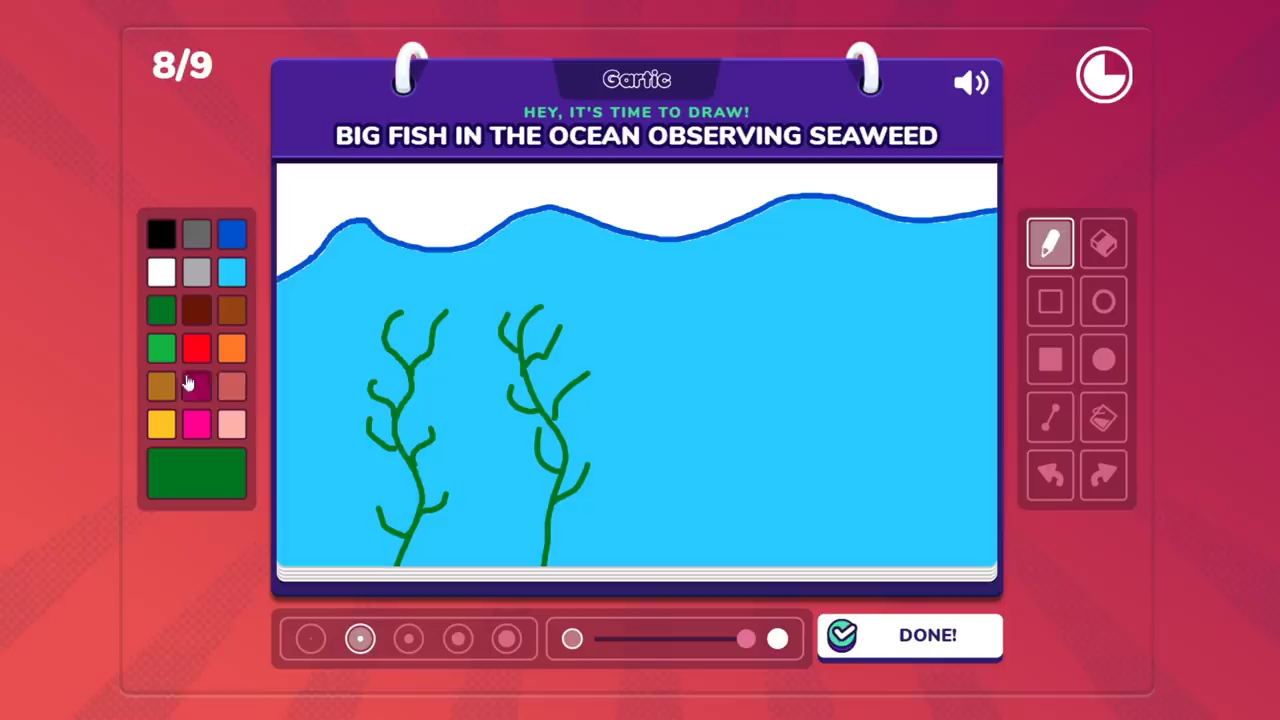 8/9
Gartic
HEY, IT'S TIME TO DRAW!
BIG FISH IN THE OCEAN OBSERVING SEAWEED
DONE!